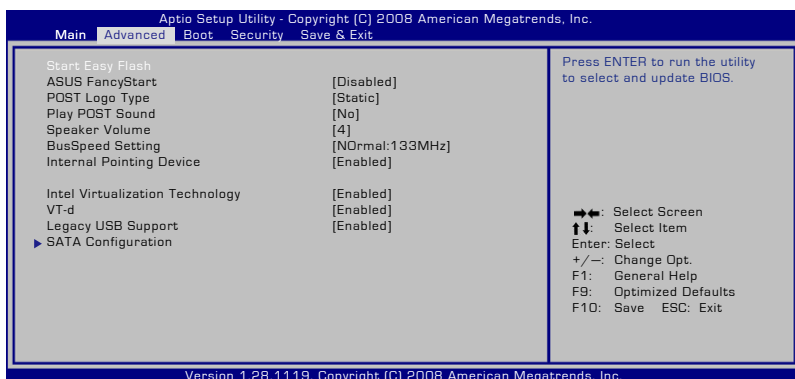 Aptio Setup Utility - Copyright (C) 2008 American Megatrends, Inc.
Main Advanced Boot Security Save & Exit
Start Easy Flash
ASUS FancyStart [Disabled]
POST Logo Type [Static]
Play POST Sound [No]
Speaker Volume [4]
BusSpeed Setting [NOrmal:133MHz]
Internal Pointing Device [Enabled]
Intel Virtualization Technology [Enabled]
VT-d [Enabled]
Legacy USB Support [Enabled]
SATA Configuration
Press ENTER to run the utility
to select and update BIOS.
→←: Select Screen
↑↓: Select Item
Enter: Select
+/—: Change Opt.
F1: General Help
F9: Optimized Defaults
F10: Save ESC: Exit
Version 1.28.1119. Copyright (C) 2008 American Megatrends, Inc.